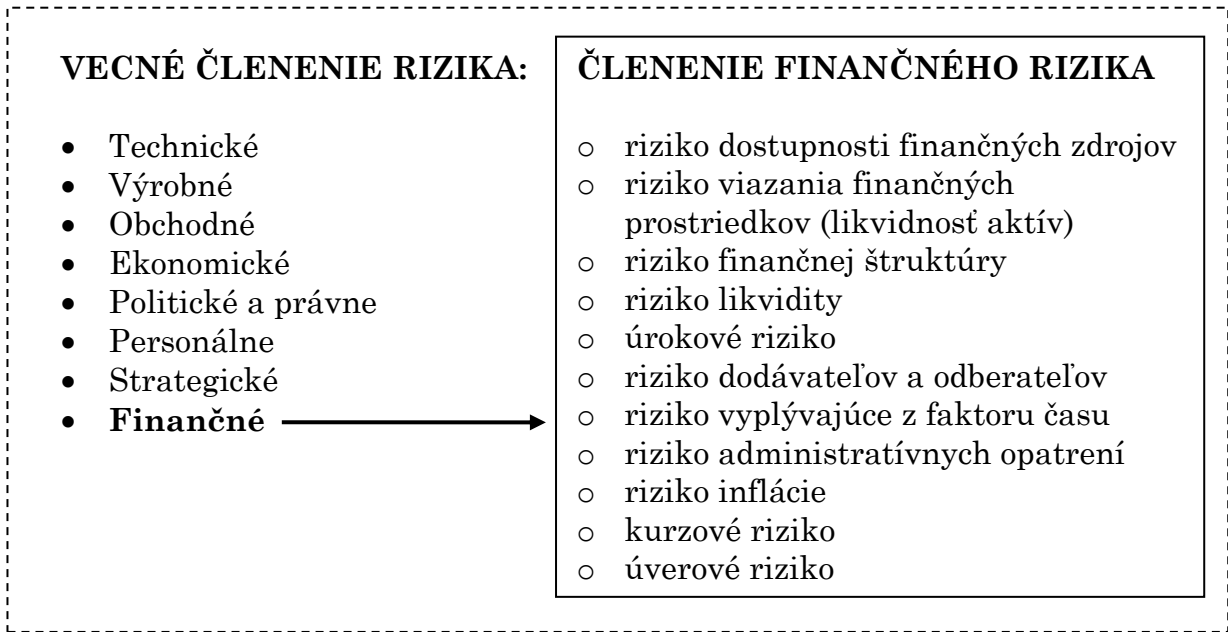 VECNÉ ČLENENIE RIZIKA:
• Technické
• Výrobné
• Obchodné
• Ekonomické
• Politické a právne
• Personálne
• Strategické
• Finančné
ČLENENIE FINANČNÉHO RIZIKA
o riziko dostupnosti finančných zdrojov
o riziko viazania finančných
prostriedkov (likvidnosť aktív)
o riziko finančnej štruktúry
o riziko likvidity
o úrokové riziko
o riziko dodávateľov a odberateľov
o riziko vyplývajúce z faktoru času
o riziko administratívnych opatrení
o riziko inflácie
o kurzové riziko
o úverové riziko